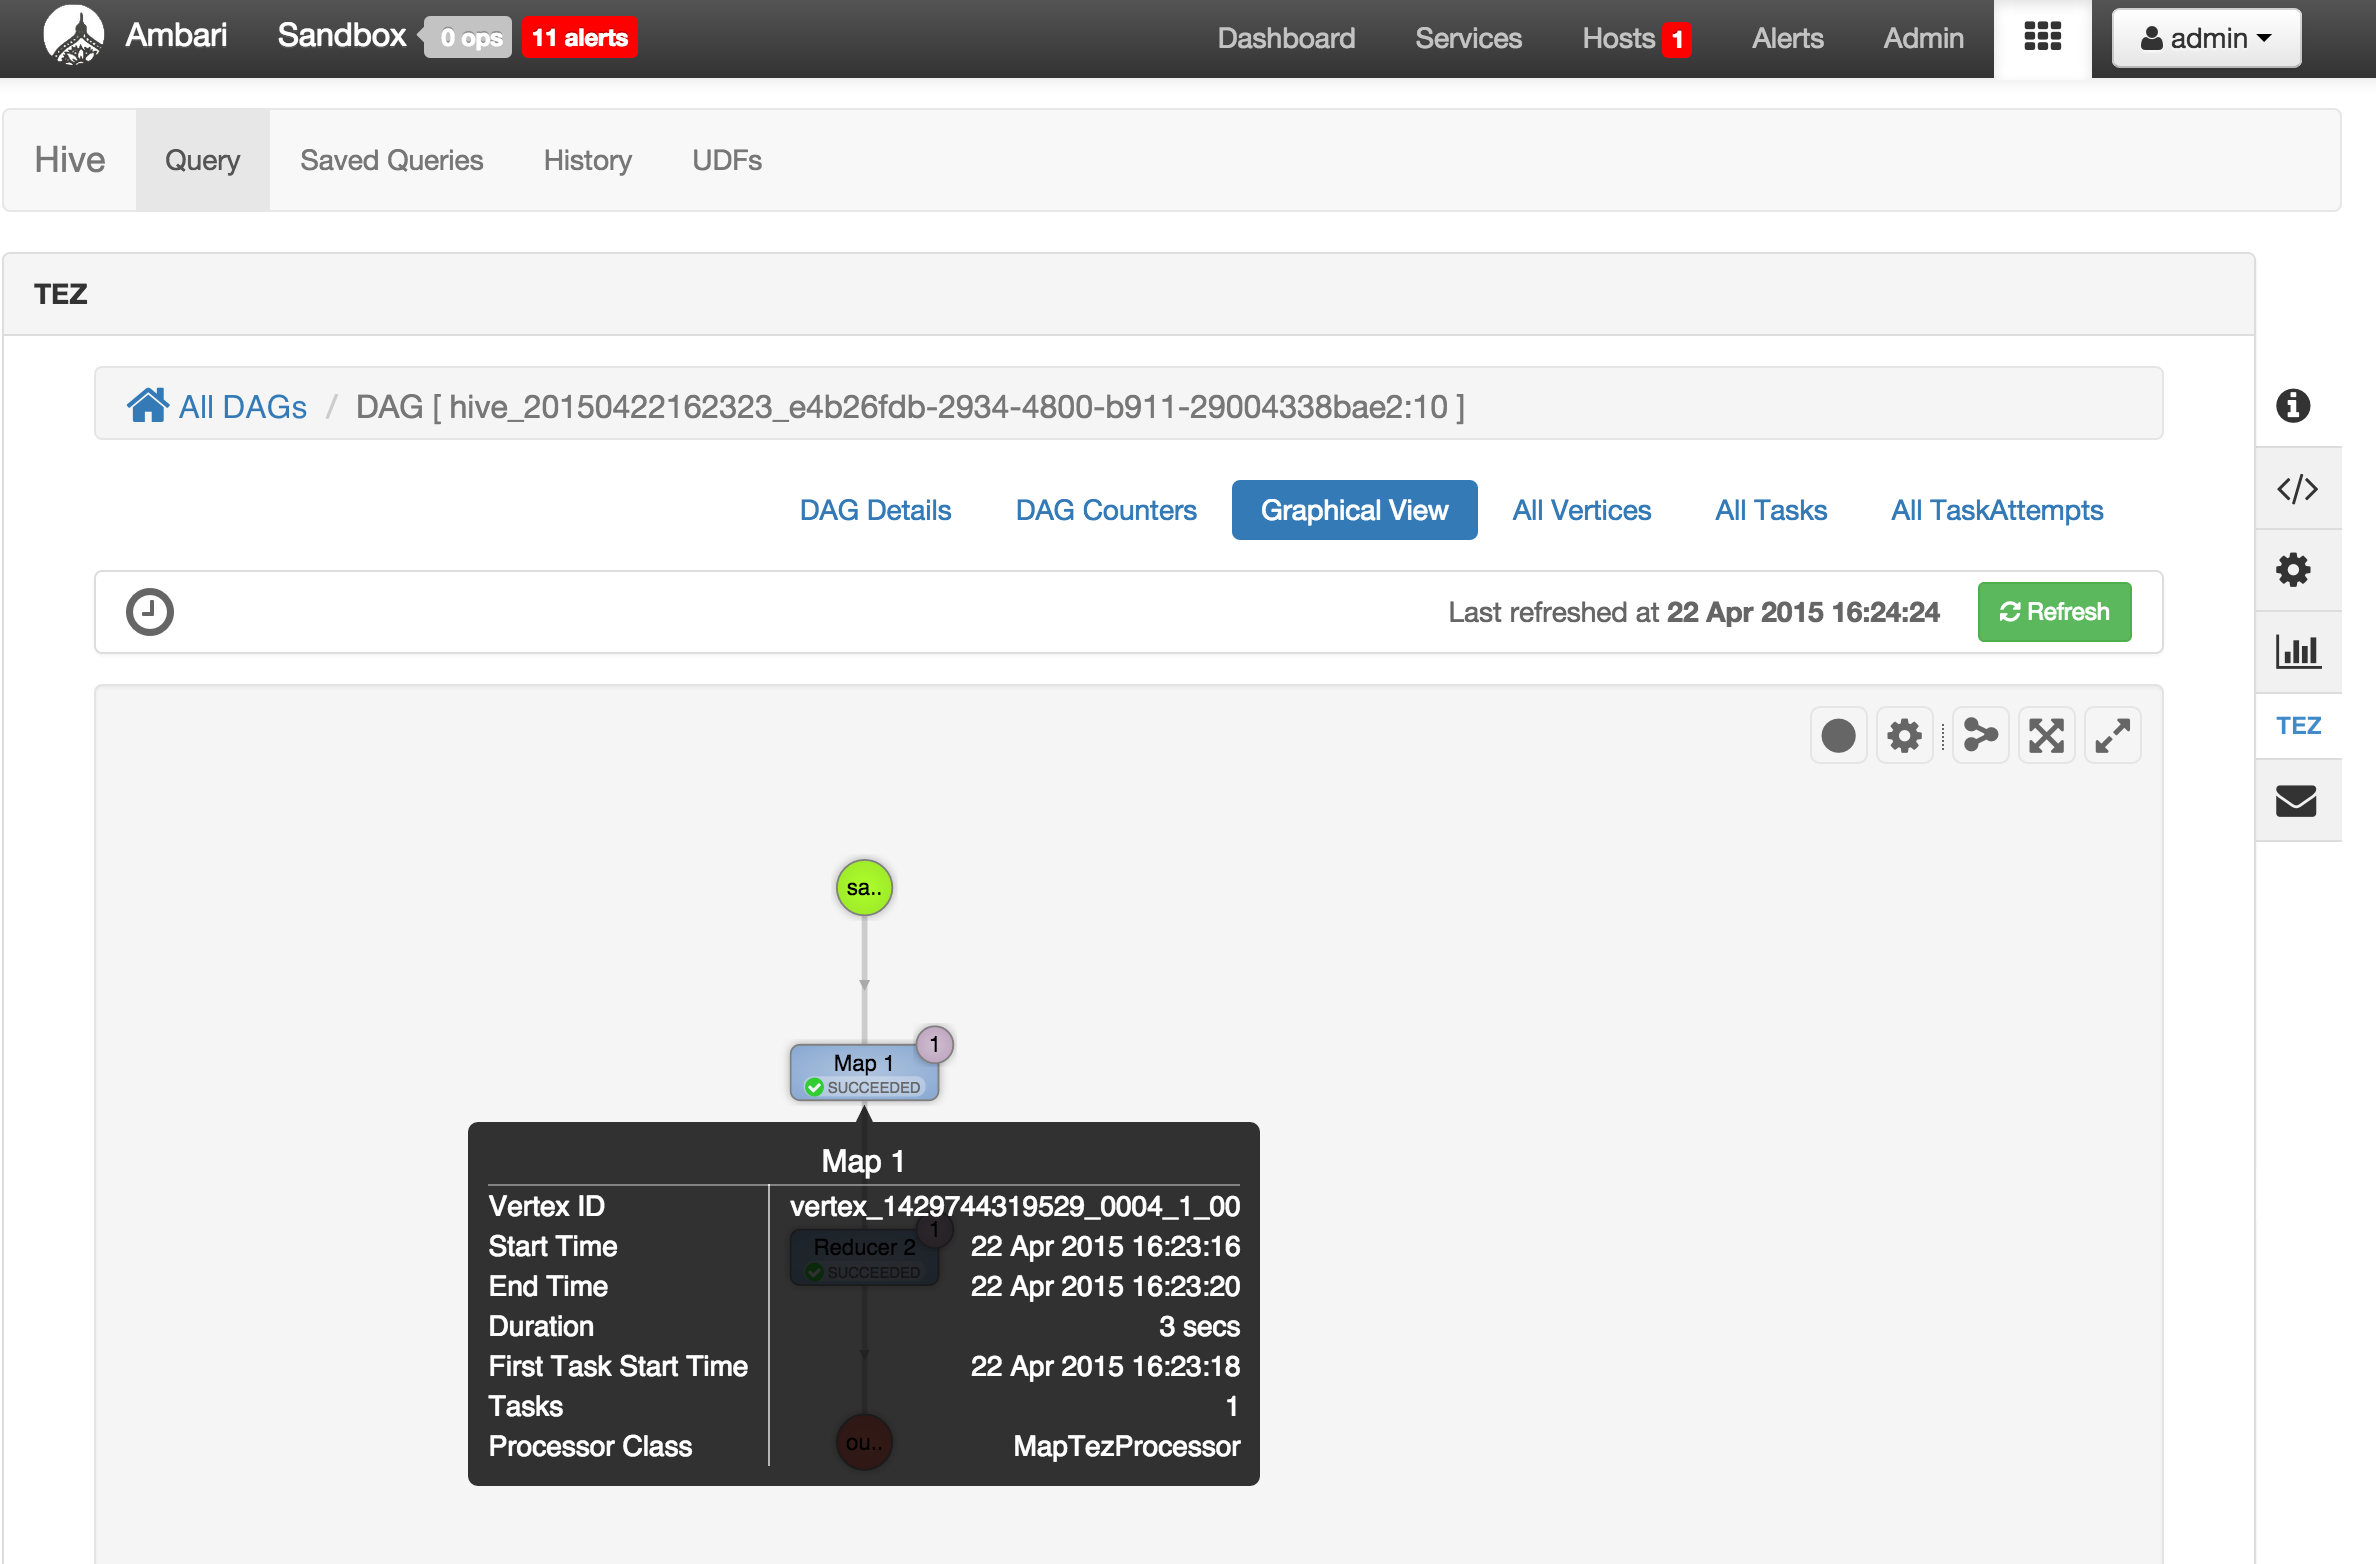 Ambari Sandbox 0 ops 11 alerts Dashboard Services Hosts 1 Alerts Admin admin
Hive Query Saved Queries History UDFs
TEZ
All DAGs / DAG [ hive_20150422162323_e4b26fdb-2934-4800-b911-29004338bae2:10 ]
DAG Details DAG Counters Graphical View All Vertices All Tasks All TaskAttempts
Last refreshed at 22 Apr 2015 16:24:24 Refresh
TEZ
sa..
1
Map 1
SUCCEEDED
Map 1
Vertex ID vertex_1429744319529_0004_1_00
1
Start Time 22 Apr 2015 16:23:16
Reducer 2
SUCCEEDED
End Time 22 Apr 2015 16:23:20
Duration 3 secs
First Task Start Time 22 Apr 2015 16:23:18
Tasks 1
Processor Class MapTezProcessor
ou..